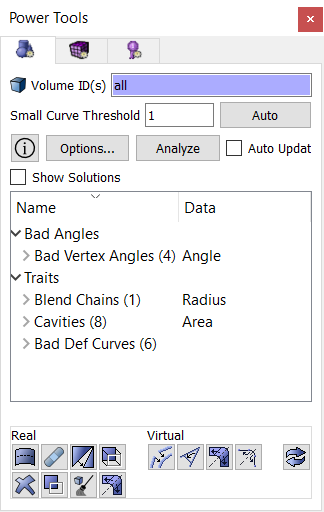 Power Tools
Volume ID(s) all
Small Curve Threshold 1 Auto
Options... Analyze Auto Updat
Show Solutions
Name Data
Bad Angles
Bad Vertex Angles (4) Angle
Traits
Blend Chains (1) Radius
Cavities (8) Area
Bad Def Curves (6)
Real Virtual